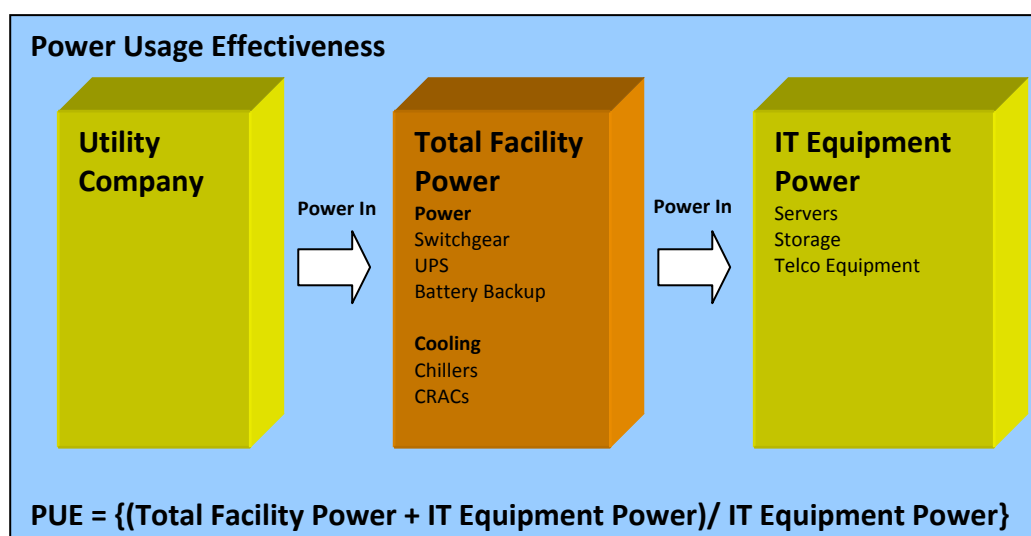 Power Usage Effectiveness
Utility
Company
Power In
Total Facility
Power
Power
Switchgear
UPS
Battery Backup
Cooling
Chillers
CRACs
Power In
IT Equipment
Power
Servers
Storage
Telco Equipment
PUE = {(Total Facility Power + IT Equipment Power)/ IT Equipment Power}